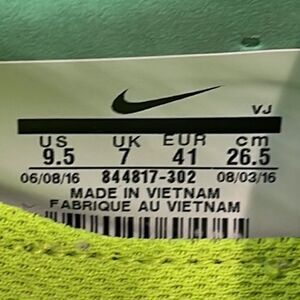 VJ
US UK EUR cm
9.5 7 41 26.5
06/08/16 844817-302 08/03/16
MADE IN VIETNAM
FABRIQUE AU VIETNAM